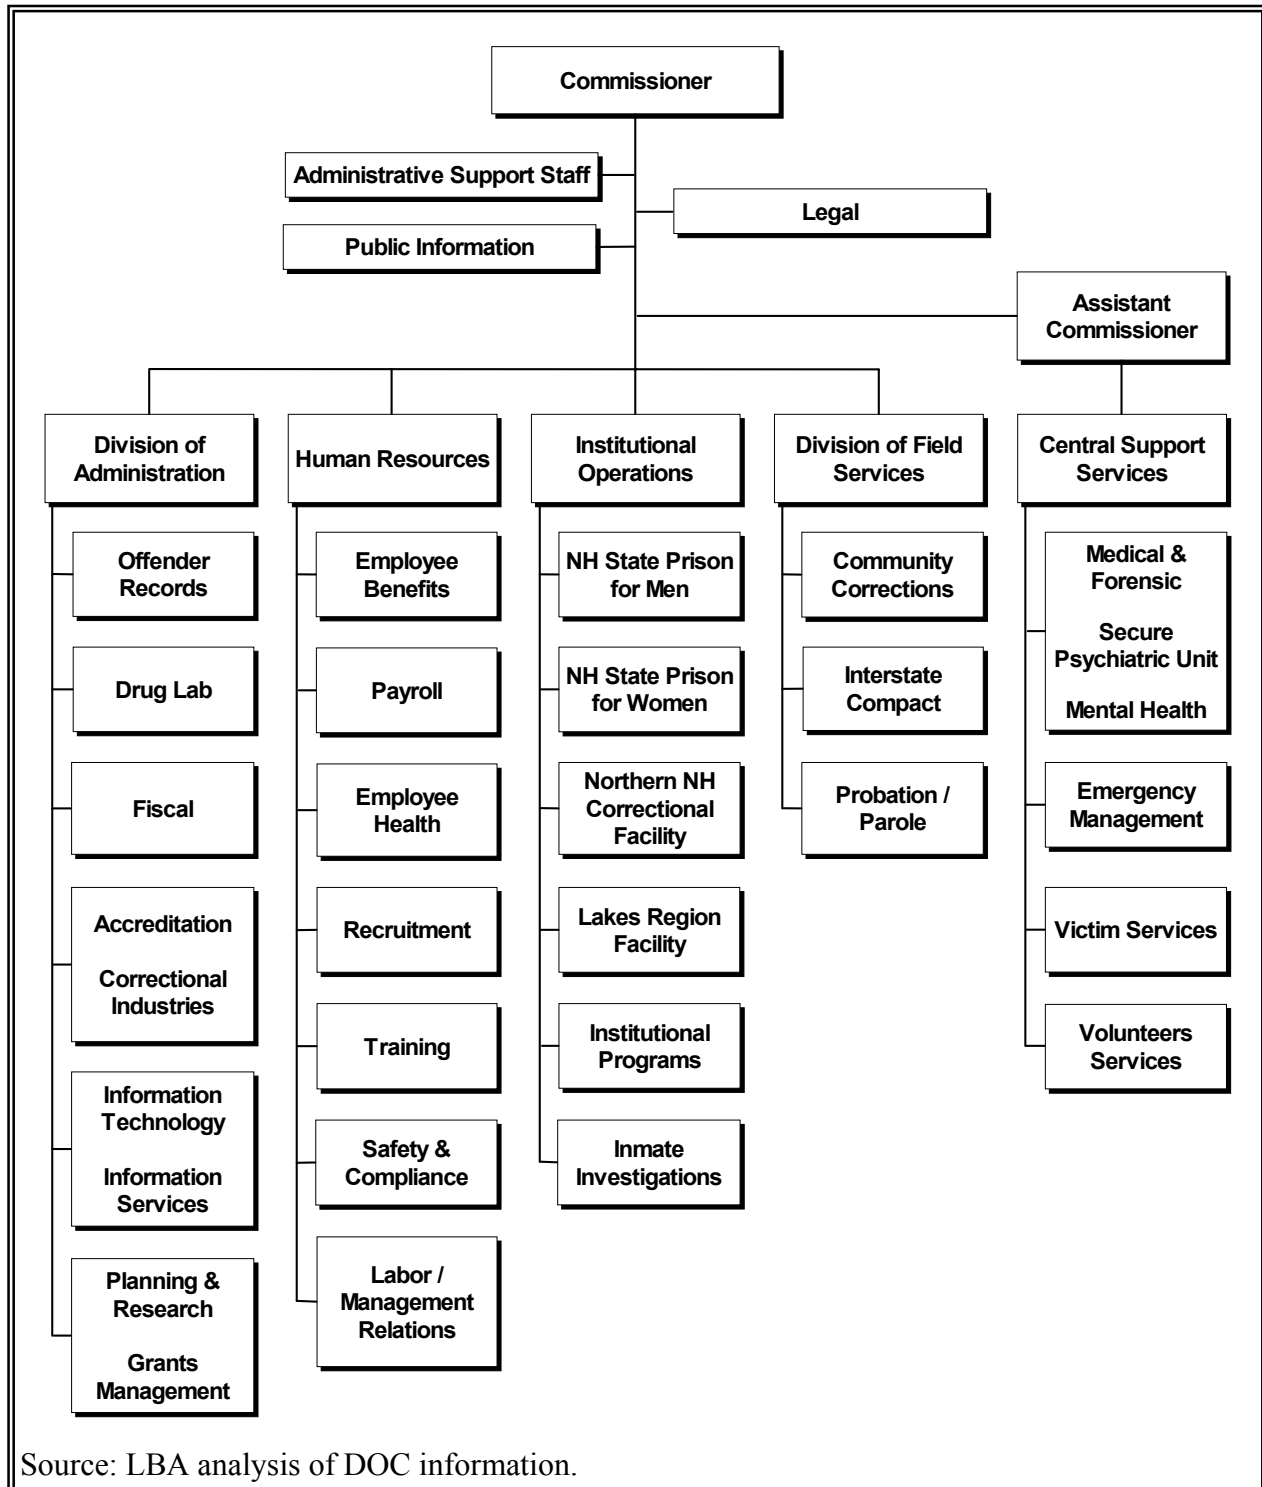 Commissioner
Administrative Support Staff
Legal
Public Information
Assistant
Commissioner
Division of
Administration
Human Resources
Institutional
Operations
Division of Field
Services
Central Support
Services
Offender
Records
Drug Lab
Fiscal
Accreditation
Correctional
Industries
Information
Technology
Information
Services
Planning &
Research
Grants
Management
Employee
Benefits
Payroll
Employee
Health
Recruitment
Training
Safety &
Compliance
Labor /
Management
Relations
NH State Prison
for Men
NH State Prison
for Women
Northern NH
Correctional
Facility
Lakes Region
Facility
Institutional
Programs
Inmate
Investigations
Community
Corrections
Interstate
Compact
Probation /
Parole
Medical &
Forensic
Secure
Psychiatric Unit
Mental Health
Emergency
Management
Victim Services
Volunteers
Services
Source: LBA analysis of DOC information.